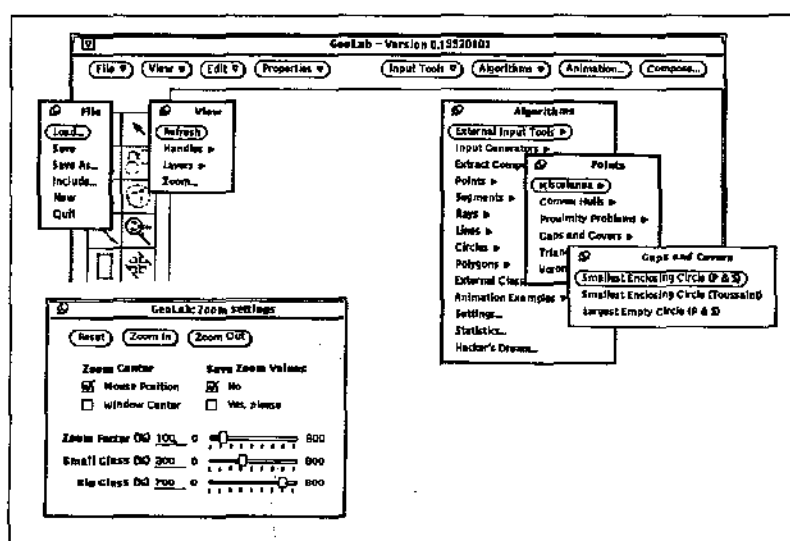 GeoLab - Version 0.19920801
File View Edit Properties Input Tools Algorithms Animation... Compose...
File
Load...
Save
Save As...
Include...
New
Quit
View
Refresh
Handles
Layers
Zoom...
Algorithms
External Input Tools
Input Generators
Extract
Points
Segments
Rays
Lines
Circles
Polygons
External
Animation Examples
Settings...
Statistics...
Hacker's Dream...
Points
Miscelanea
Convex Hulls
Proximity Problems
Gaps and Covers
Gaps and Covers
Smallest Enclosing Circle (P & S)
Smallest Enclosing Circle (Toussaint)
Largest Empty Circle (P & S)
GeoLab: Zoom settings
Reset Zoom In Zoom Out
Zoom Center Save Zoom Values
Mouse Position No
Window Center Yes, please
Zoom Factor (%) 100 0 800
Small Glass (%) 300 0 800
Big Glass (%) 700 0 800